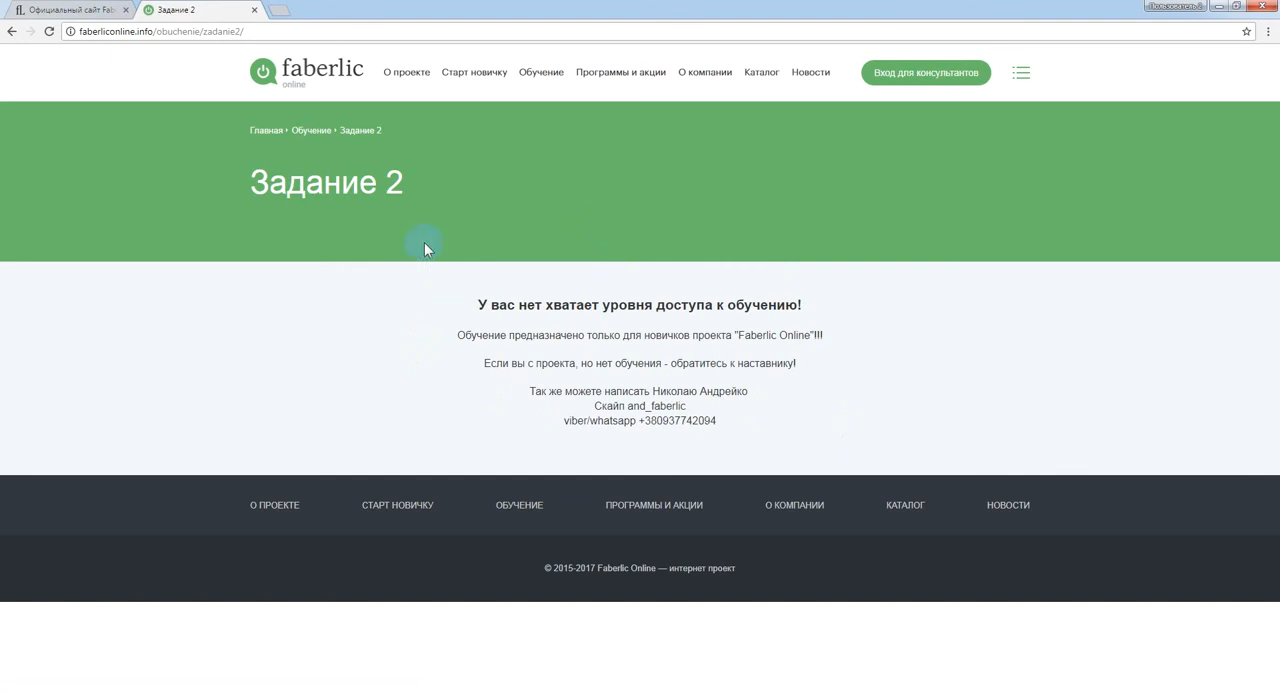 Официальный сайт Fab
Задание 2
Пользователь 2
faberliconline.info/obuchenie/zadanie2/
faberlic
online
О проекте
Старт новичку
Обучение
Программы и акции
О компании
Каталог
Новости
Вход для консультантов
Главная
Обучение
Задание 2
Задание 2
У вас нет хватает уровня доступа к обучению!
Обучение предназначено только для новичков проекта "Faberlic Online"!!!
Если вы с проекта, но нет обучения - обратитесь к наставнику!
Так же можете написать Николаю Андрейко
Скайп and_faberlic
viber/whatsapp +380937742094
О ПРОЕКТЕ
СТАРТ НОВИЧКУ
ОБУЧЕНИЕ
ПРОГРАММЫ И АКЦИИ
О КОМПАНИИ
КАТАЛОГ
НОВОСТИ
© 2015-2017 Faberlic Online — интернет проект